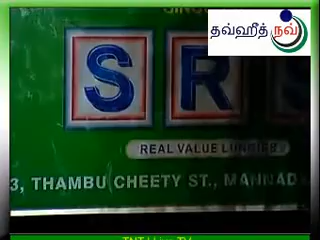 தவ்ஹீத் நவ்
S R S
REAL VALUE LUNGIES
3, THAMBU CHEETY ST., MANNAD